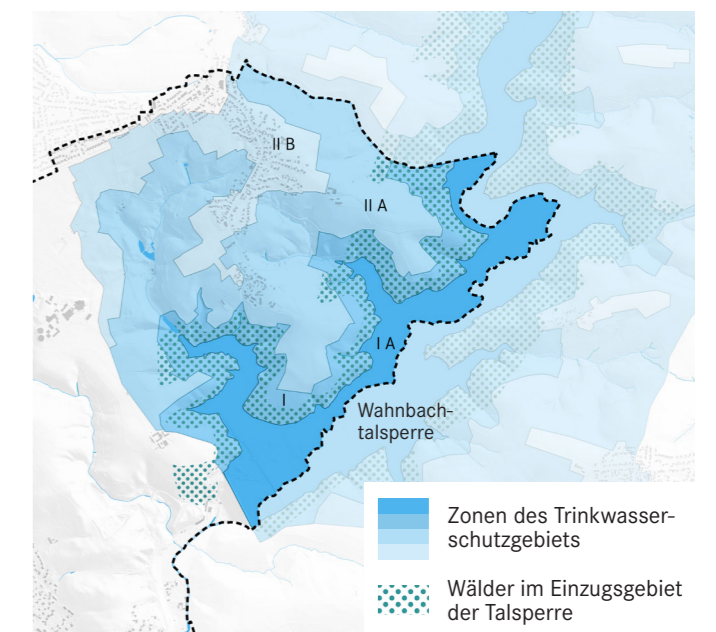 II B
II A
I A
I
Wahnbach-
talsperre
Zonen des Trinkwasser-
schutzgebiets
Wälder im Einzugsgebiet
der Talsperre